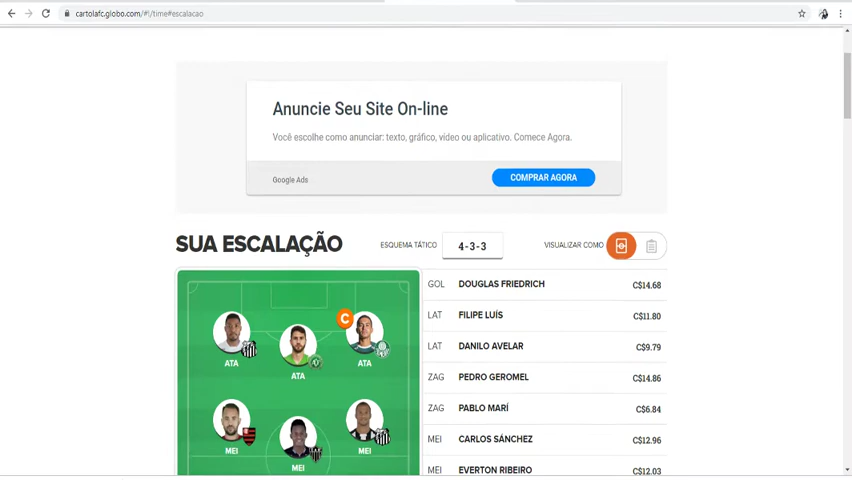 cartolafc.globo.com/#!/time#escalacao
Anuncie Seu Site On-line
Você escolhe como anunciar: texto, gráfico, vídeo ou aplicativo. Comece Agora.
Google Ads
COMPRAR AGORA
SUA ESCALAÇÃO
ESQUEMA TÁTICO
4-3-3
VISUALIZAR COMO
C
ATA
ATA
ATA
MEI
MEI
MEI
GOL DOUGLAS FRIEDRICH C$14.68
LAT FILIPE LUÍS C$11.80
LAT DANILO AVELAR C$9.79
ZAG PEDRO GEROMEL C$14.86
ZAG PABLO MARÍ C$6.84
MEI CARLOS SÁNCHEZ C$12.96
MEI EVERTON RIBEIRO C$12.03